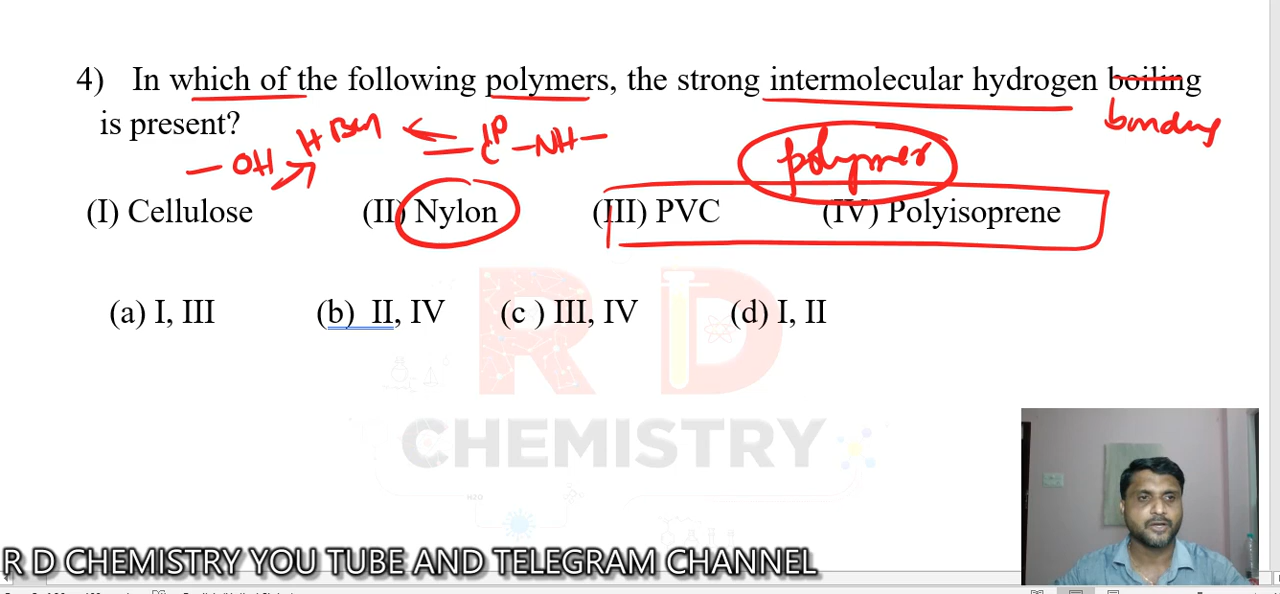 4) In which of the following polymers, the strong intermolecular hydrogen boiling
is present?
bonding
H Bon
— OH
— C — NH —
polymer
(I) Cellulose (II) Nylon (III) PVC (IV) Polyisoprene
(a) I, III (b) II, IV (c ) III, IV (d) I, II
R D
CHEMISTRY
H2O
R D CHEMISTRY YOU TUBE AND TELEGRAM CHANNEL